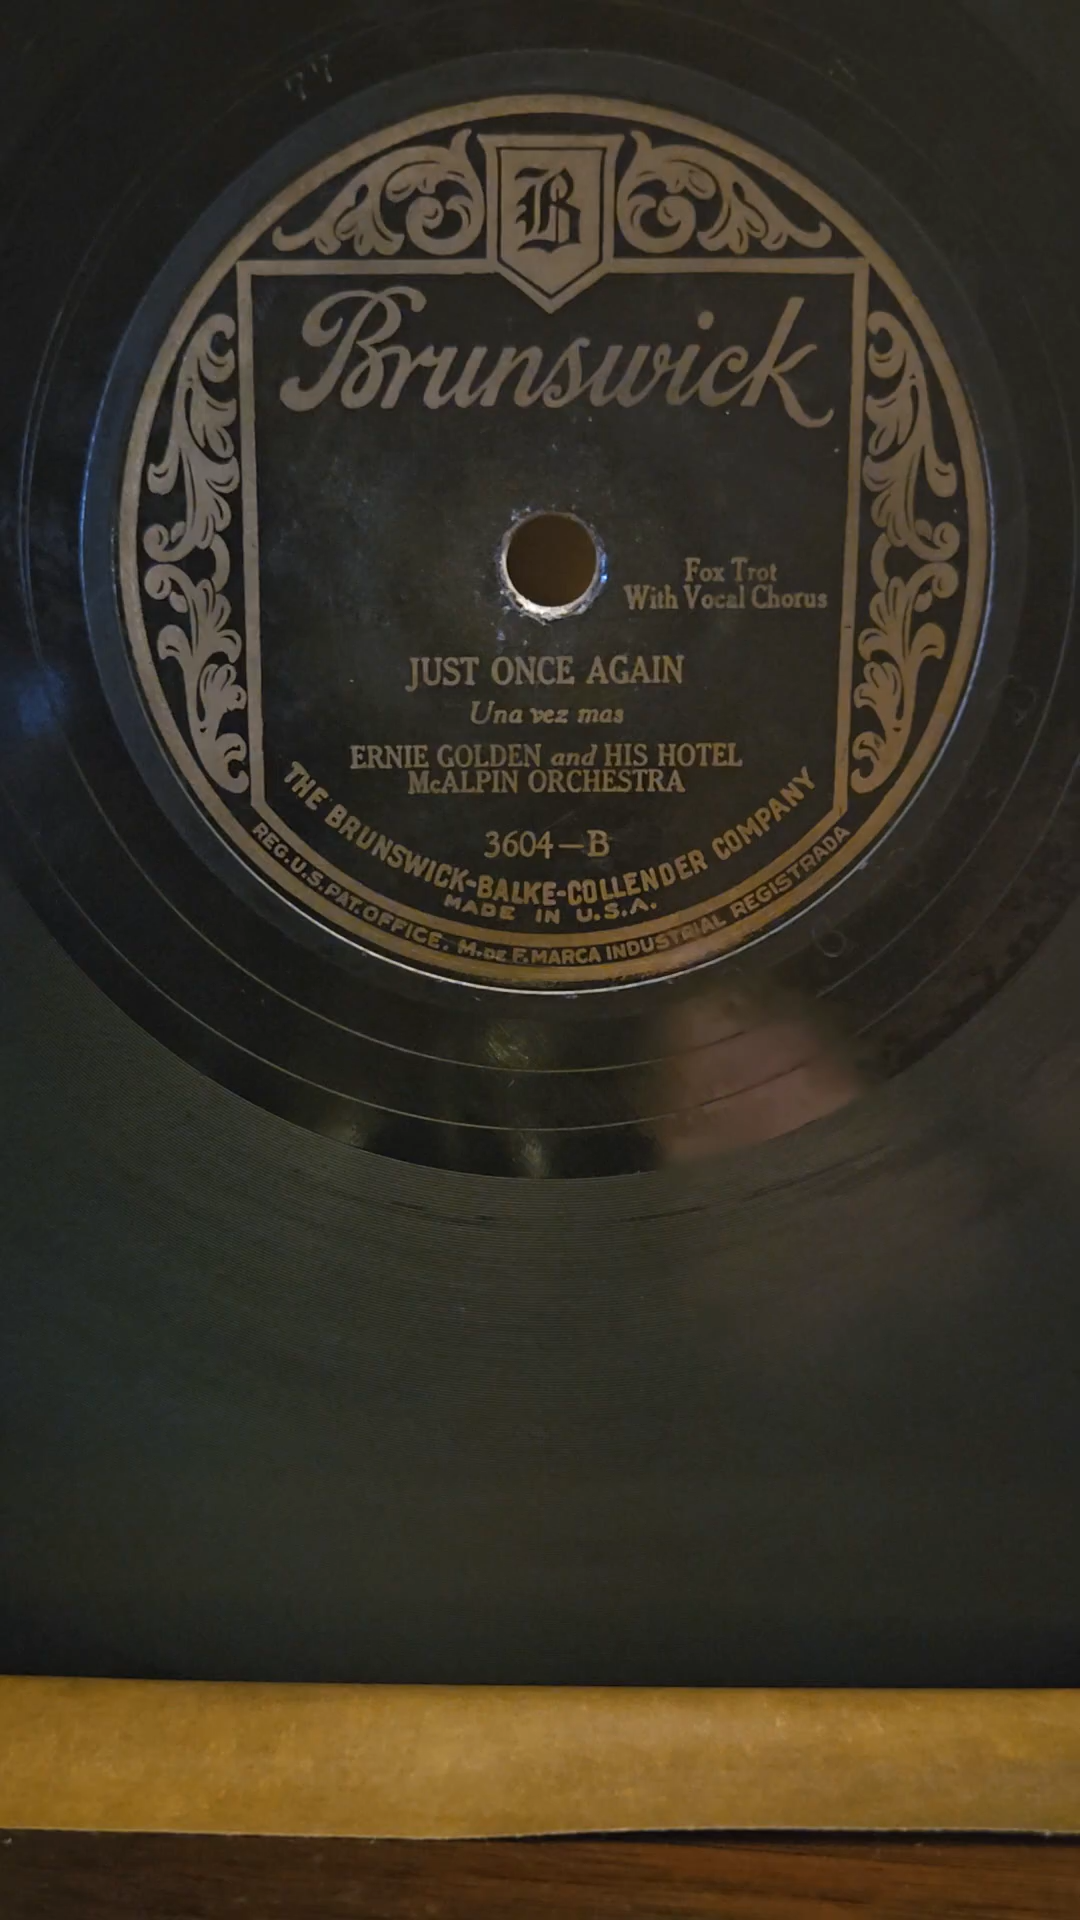 77
B
Brunswick
Fox Trot
With Vocal Chorus
JUST ONCE AGAIN
Una vez mas
ERNIE GOLDEN and HIS HOTEL
McALPIN ORCHESTRA
3604-B
THE BRUNSWICK-BALKE-COLLENDER COMPANY
MADE IN U.S.A.
REG.U.S.PAT.OFFICE. M.DE F.MARCA INDUSTRIAL REGISTRADA